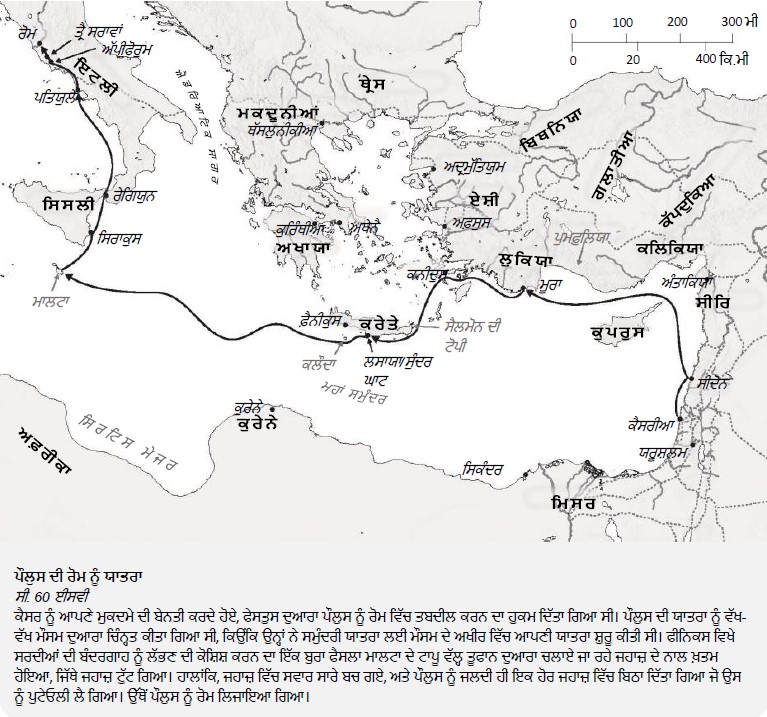 0 100 200 300 ਮੀ
0 20 400 ਕਿ.ਮੀ
ਰੋਮ
ਤ੍ਰੈ ਸਰਾਵਾਂ
ਅੱਪੀਫੋਰੁਮ
ਇਟਲੀ
ਪਤਿਯੁਲੇ
ਐਡਰਿਆਟਿਕ ਸਾਗਰ
ਥ੍ਰੇਸ
ਮਕਦੂਨੀਆਂ
ਥੱਸਲੁਨੀਕੀਆ
ਬਿਥਨਿਯਾ
ਗਲਾਤੀਆ
ਕੱਪਦੁਕਿਯਾ
ਅਦ੍ਰਮੁੱਤਿਯੁਮ
ਏਸ਼ੀ
ਅਫ਼ਸੁਸ
ਸਿਸਲੀ
ਰੇਗਿਯੁਨ
ਸਿਰਾਕੁਸ
ਕੁਰਿੰਥੀਆ
ਅਥੇਨੈ
ਅਖਾਯਾ
ਪੁਮਫ਼ੁਲਿਯਾ
ਕਲਿਕਿਯਾ
ਲੁਕਿਯਾ
ਕਨੀਦੁਸ
ਮੂਰਾ
ਅੰਤਾਕਿਯਾ
ਸੀਰਿ
ਮਾਲਟਾ
ਫ਼ੈਨੀਕੁਸ
ਕਰੇਤੇ
ਸੈਲਮੋਨ ਦੀ
ਟੋਪੀ
ਕੁਪਰੁਸ
ਕਲੌਦਾ
ਲਸਾਯਾ/ਸੁੰਦਰ
ਘਾਟ
ਮਹਾਂ ਸਮੁੰਦਰ
ਸੀਦੋਨ
ਕੁਰੇਨੇ
ਕੁਰੇਨੇ
ਕੈਸਰੀਆ
ਯਰੂਸ਼ਲਮ
ਅਫ਼ਰੀਕਾ
ਸਿਰਟਿਸ ਮੇਜਰ
ਸਿਕੰਦਰ
ਮਿਸਰ
ਪੌਲੁਸ ਦੀ ਰੋਮ ਨੂੰ ਯਾਤਰਾ
ਸੀ. 60 ਈਸਵੀ
ਕੈਸਰ ਨੂੰ ਆਪਣੇ ਮੁਕਦਮੇ ਦੀ ਬੇਨਤੀ ਕਰਦੇ ਹੋਏ, ਫੇਸਤੁਸ ਦੁਆਰਾ ਪੌਲੁਸ ਨੂੰ ਰੋਮ ਵਿੱਚ ਤਬਦੀਲ ਕਰਨ ਦਾ ਹੁਕਮ ਦਿੱਤਾ ਗਿਆ ਸੀ। ਪੌਲੁਸ ਦੀ ਯਾਤਰਾ ਨੂੰ ਵੱਖ-
ਵੱਖ ਮੌਸਮ ਦੁਆਰਾ ਚਿੰਨ੍ਹਤ ਕੀਤਾ ਗਿਆ ਸੀ, ਕਿਉਂਕਿ ਉਨ੍ਹਾਂ ਨੇ ਸਮੁੰਦਰੀ ਯਾਤਰਾ ਲਈ ਮੌਸਮ ਦੇ ਅਖੀਰ ਵਿੱਚ ਆਪਣੀ ਯਾਤਰਾ ਸ਼ੁਰੂ ਕੀਤੀ ਸੀ। ਫੀਨਿਕਸ ਵਿਖੇ
ਸਰਦੀਆਂ ਦੀ ਬੰਦਰਗਾਹ ਨੂੰ ਲੱਭਣ ਦੀ ਕੋਸ਼ਿਸ਼ ਕਰਨ ਦਾ ਇੱਕ ਬੁਰਾ ਫੈਸਲਾ ਮਾਲਟਾ ਦੇ ਟਾਪੂ ਵੱਲ੍ਹ ਤੂਫਾਨ ਦੁਆਰਾ ਚਲਾਏ ਜਾ ਰਹੇ ਜਹਾਜ਼ ਦੇ ਨਾਲ ਖ਼ਤਮ
ਹੋਇਆ, ਜਿੱਥੇ ਜਹਾਜ਼ ਟੁੱਟ ਗਿਆ। ਹਾਲਾਂਕਿ, ਜਹਾਜ਼ ਵਿੱਚ ਸਵਾਰ ਸਾਰੇ ਬਚ ਗਏ, ਅਤੇ ਪੌਲੁਸ ਨੂੰ ਜਲਦੀ ਹੀ ਇਕ ਹੋਰ ਜਹਾਜ਼ ਵਿੱਚ ਬਿਠਾ ਦਿੱਤਾ ਗਿਆ ਜੋ ਉਸ
ਨੂੰ ਪੁਟੇਓਲੀ ਲੈ ਗਿਆ। ਉੱਥੋਂ ਪੌਲੁਸ ਨੂੰ ਰੋਮ ਲਿਜਾਇਆ ਗਿਆ।